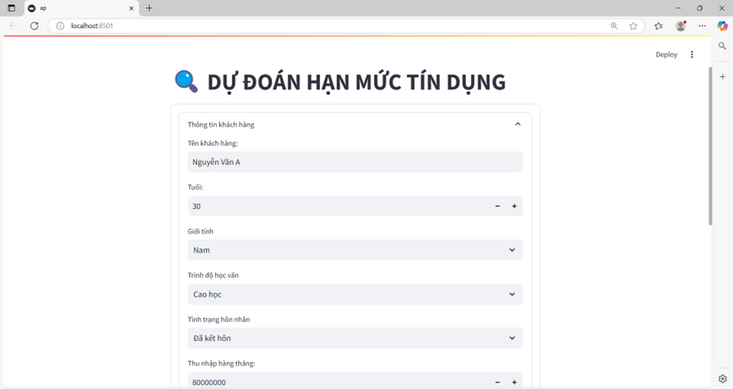 ap
localhost:8501
Deploy
DỰ ĐOÁN HẠN MỨC TÍN DỤNG
Thông tin khách hàng
Tên khách hàng:
Nguyễn Văn A
Tuổi:
30
Giới tính
Nam
Trình độ học vấn
Cao học
Tình trạng hôn nhân
Đã kết hôn
Thu nhập hàng tháng:
80000000